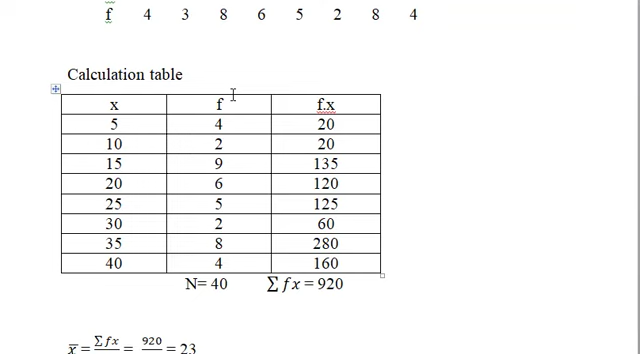 f 4 3 8 6 5 2 8 4
Calculation table
x f f.x
5 4 20
10 2 20
15 9 135
20 6 120
25 5 125
30 2 60
35 8 280
40 4 160
N= 40 ∑ fx = 920
x̅ = ∑ fx = 920 = 23